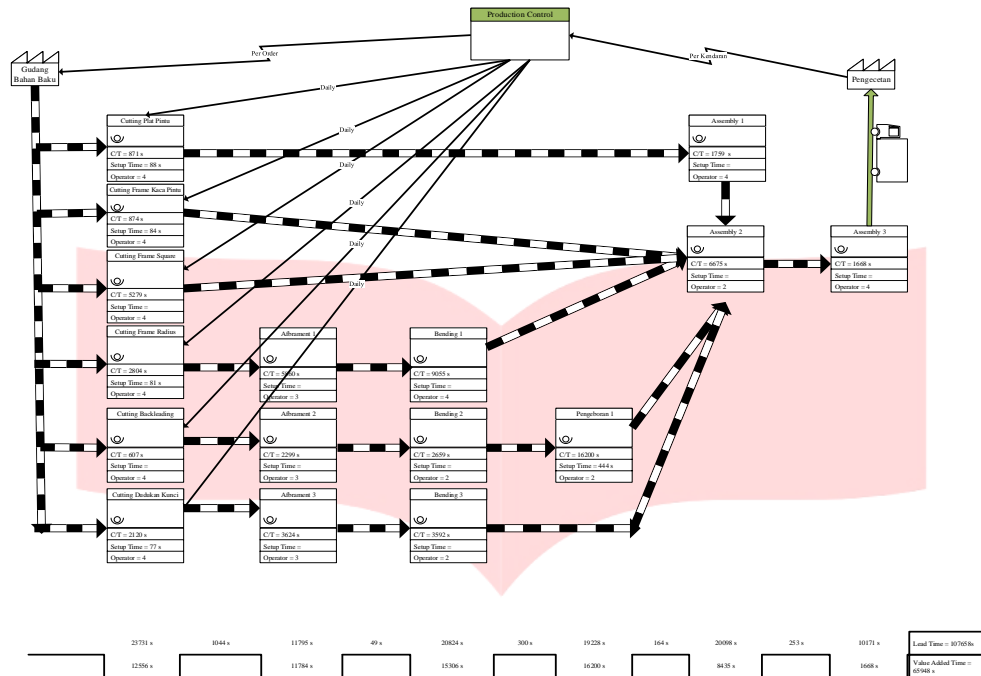 Production Control
Per Order
Per Kendaran
Gudang
Bahan Baku
Pengecetan
Daily
Daily
Daily
Daily
Daily
Daily
Cutting Plat Pintu
C/T = 871 s
Setup Time = 88 s
Operator = 4
Assembly 1
C/T = 1759 s
Setup Time =
Operator = 4
Cutting Frame Kaca Pintu
C/T = 874 s
Setup Time = 84 s
Operator = 4
Assembly 2
C/T = 6675 s
Setup Time =
Operator = 2
Assembly 3
C/T = 1668 s
Setup Time =
Operator = 4
Cutting Frame Square
C/T = 5279 s
Setup Time =
Operator = 4
Cutting Frame Radius
C/T = 2804 s
Setup Time = 81 s
Operator = 4
Afbrament 1
Setup Time =
Operator = 3
Bending 1
C/T = 9055 s
Setup Time =
Operator = 4
Cutting Backleading
C/T = 607 s
Setup Time =
Operator = 4
Afbrament 2
C/T = 2299 s
Setup Time =
Operator = 3
Bending 2
C/T = 2659 s
Setup Time =
Operator = 2
Pengeboran 1
C/T = 16200 s
Setup Time = 444 s
Operator = 2
Cutting Dudukan Kunci
C/T = 2120 s
Setup Time = 77 s
Operator = 4
Afbrament 3
C/T = 3624 s
Setup Time =
Operator = 3
Bending 3
C/T = 3592 s
Setup Time =
Operator = 2
23731 s 1044 s 11795 s 49 s 20824 s 300 s 19228 s 164 s 20098 s 253 s 10171 s Lead Time = 107658s
12556 s 11784 s 15306 s 16200 s 8435 s 1668 s Value Added Time =
65948 s